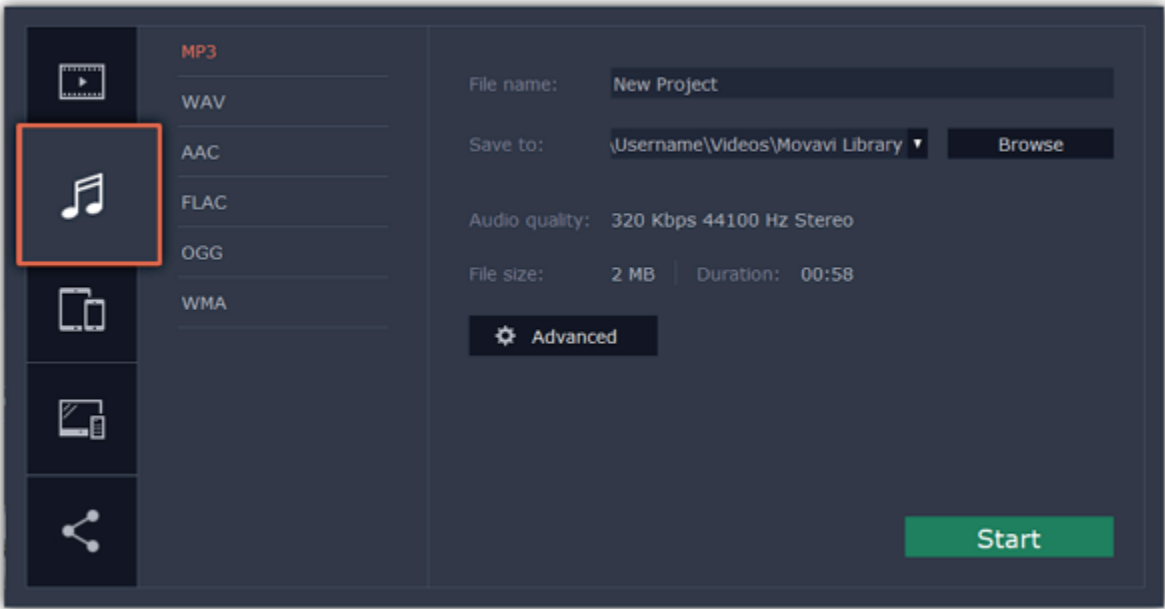 MP3
WAV
AAC
FLAC
OGG
WMA
File name: New Project
Save to: \Username\Videos\Movavi Library Browse
Audio quality: 320 Kbps 44100 Hz Stereo
File size: 2 MB Duration: 00:58
Advanced
Start